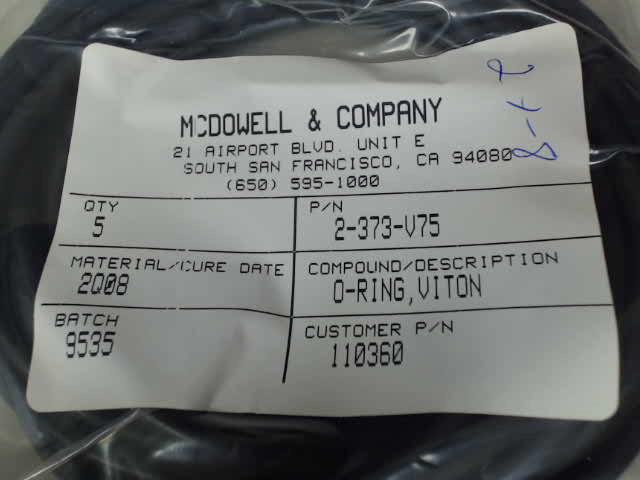 MCDOWELL & COMPANY
21 AIRPORT BLVD. UNIT E
SOUTH SAN FRANCISCO, CA 94080
(650) 595-1000
QTY
5
P/N
2-373-V75
MATERIAL/CURE DATE
2Q08
COMPOUND/DESCRIPTION
O-RING,VITON
BATCH
9535
CUSTOMER P/N
110360